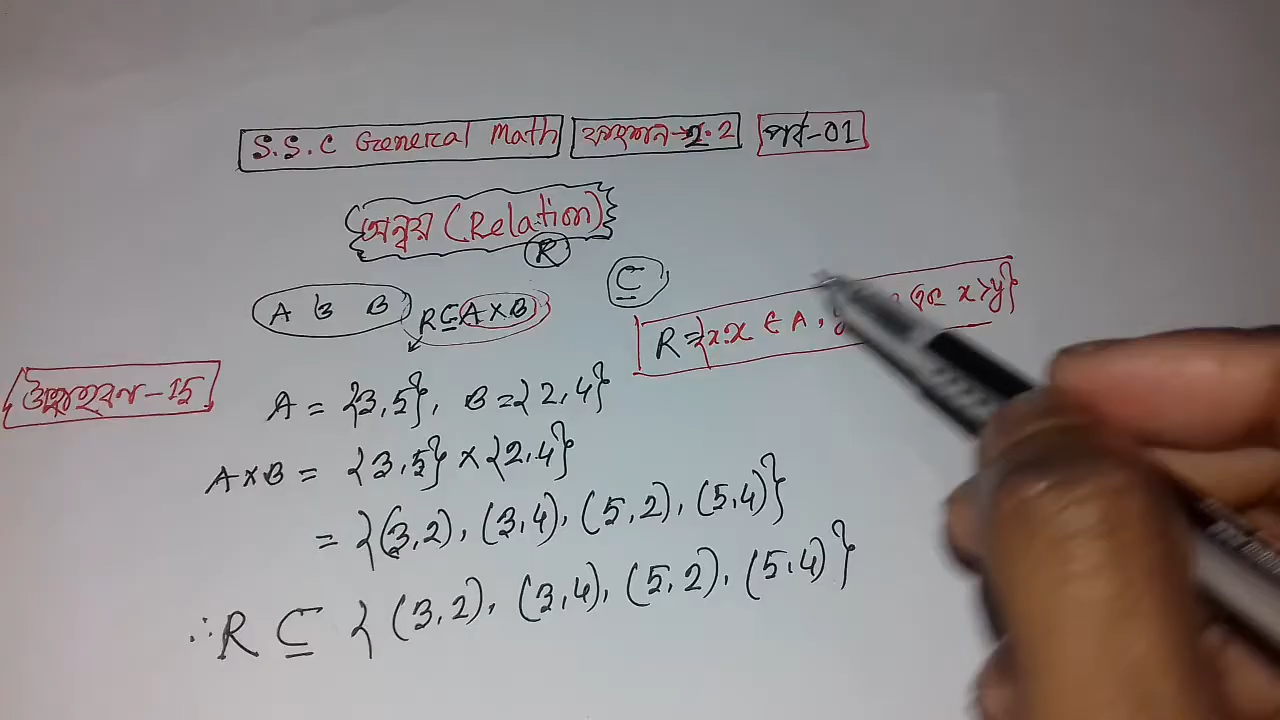 S.S.C General Math অনুশীলনী→2.2 পর্ব-01
অন্বয় (Relation)
R
⊆
A ও B R⊆A×B
R={x:x ∈ A, y এবং x>y}
উদাহরণ-15
A = {3,5}, B={2,4}
A×B = {3,5} × {2,4}
= {(3,2), (3,4), (5,2), (5,4)}
∴R ⊆ { (3,2), (3,4), (5,2), (5,4)}